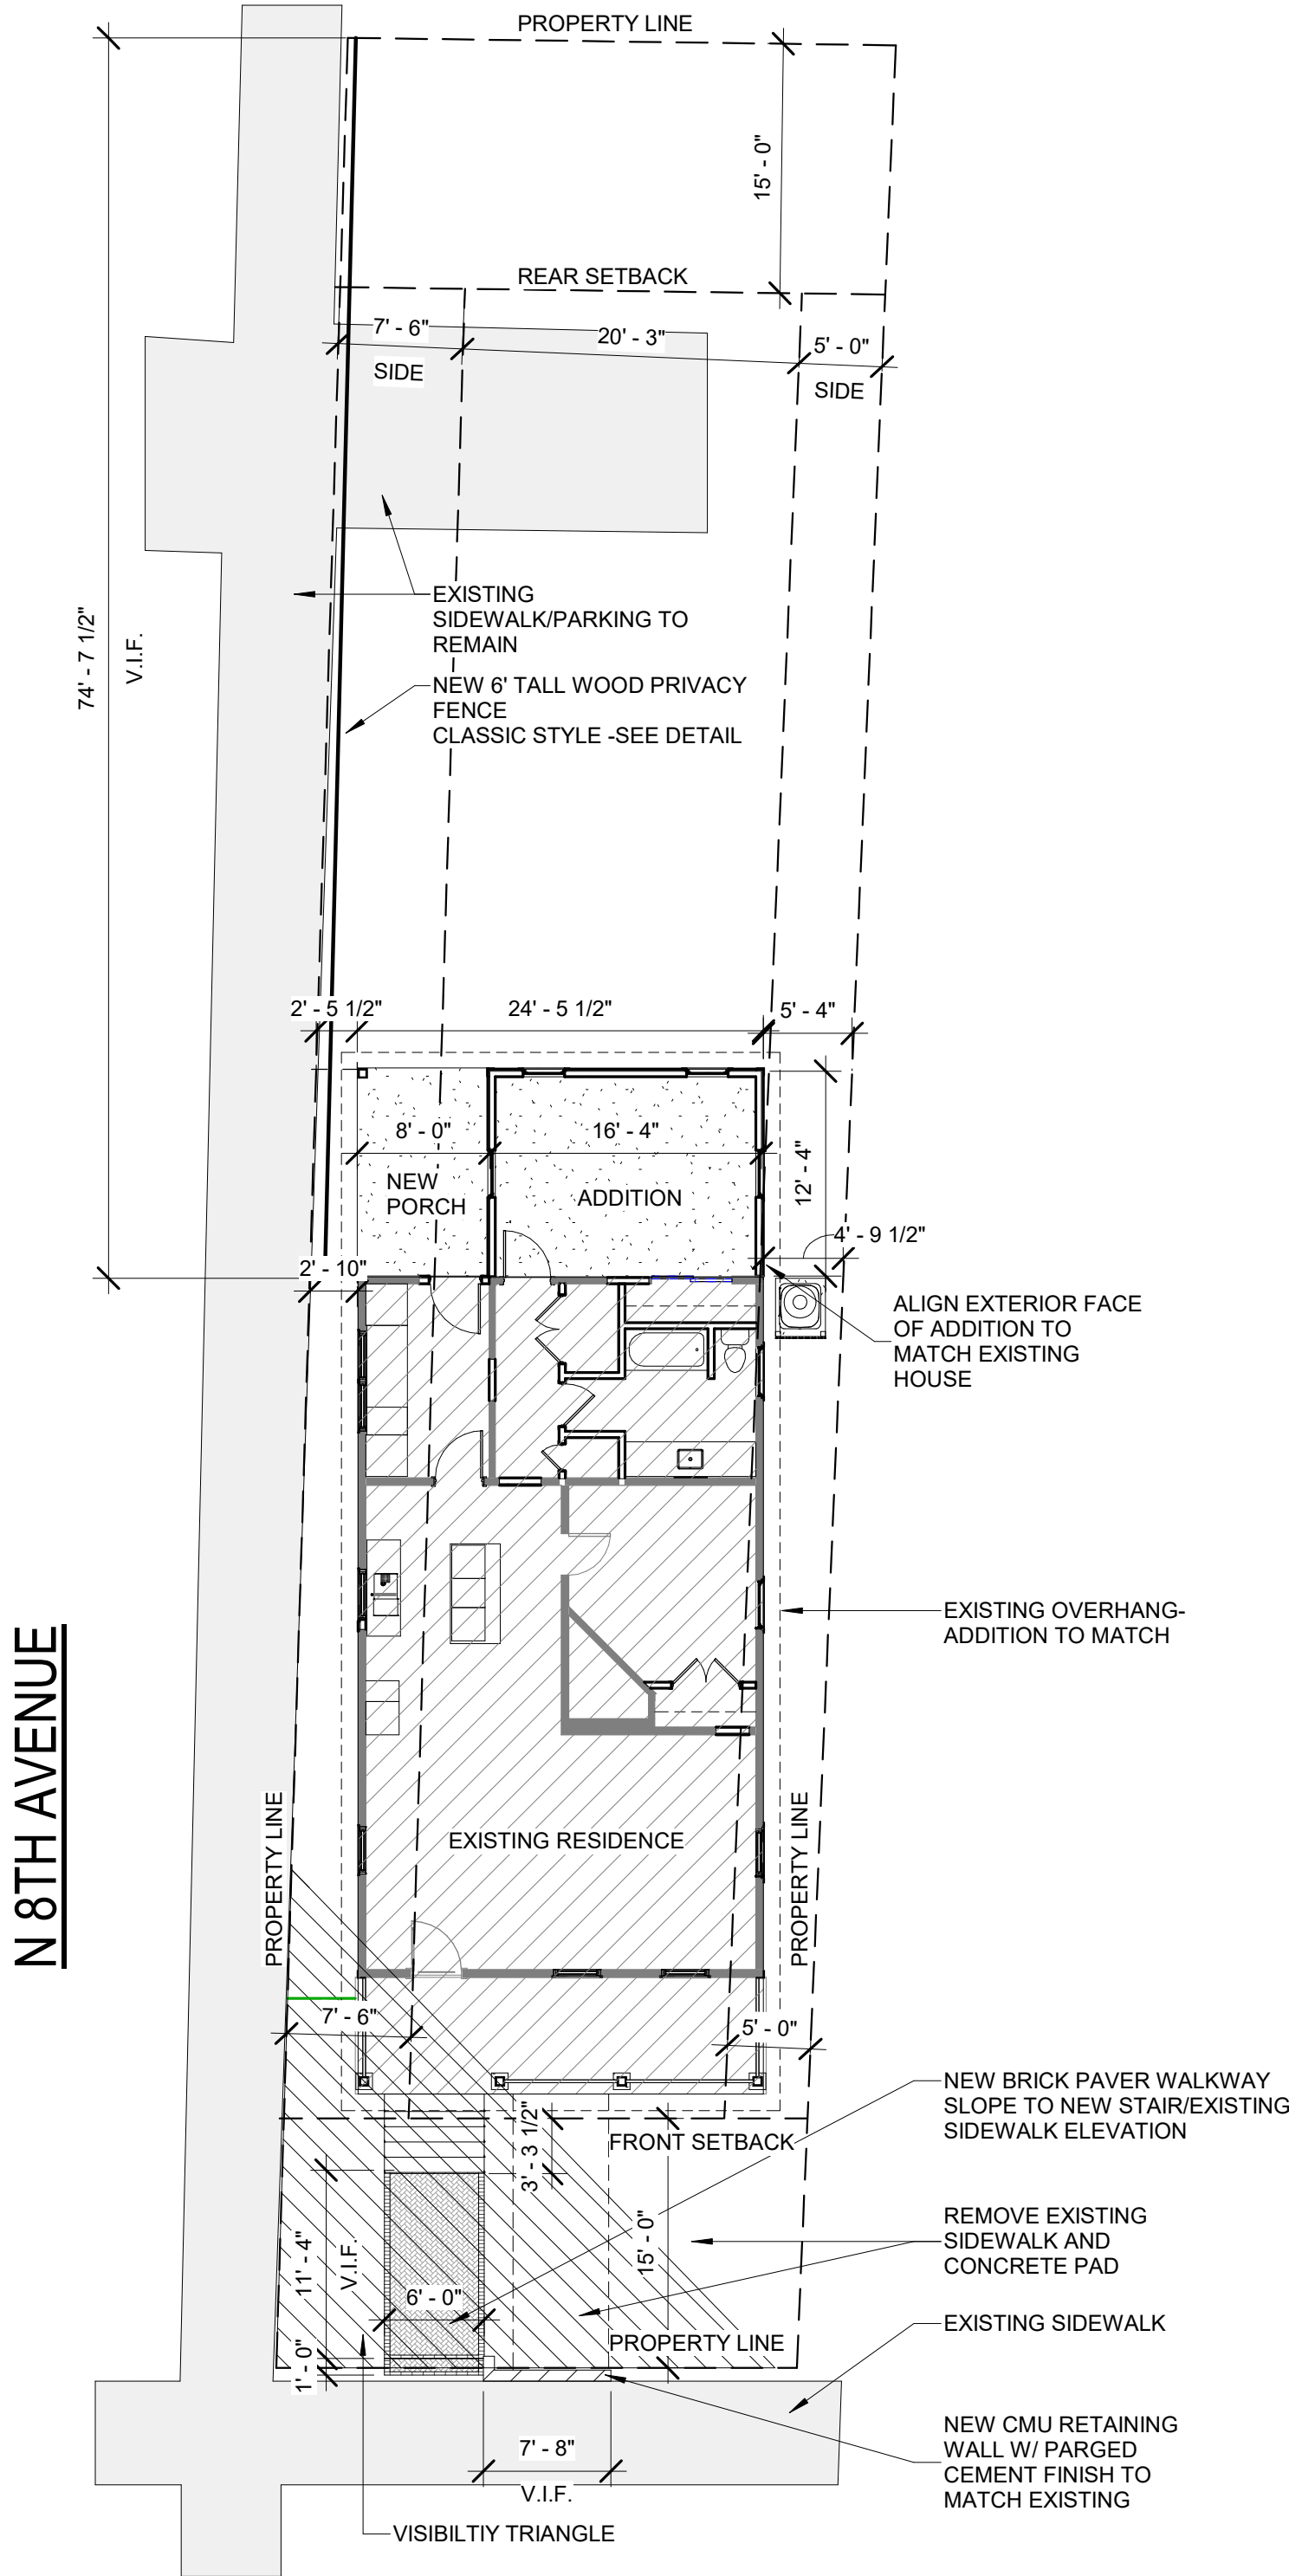 PROPERTY LINE
15' - 0"
REAR SETBACK
7' - 6"
20' - 3"
5' - 0"
SIDE
SIDE
74' - 7 1/2"
V.I.F.
EXISTING
SIDEWALK/PARKING TO
REMAIN
NEW 6' TALL WOOD PRIVACY
FENCE
CLASSIC STYLE -SEE DETAIL
2' - 5 1/2"
24' - 5 1/2"
5' - 4"
8' - 0"
16' - 4"
12' - 4"
NEW
PORCH
ADDITION
4' - 9 1/2"
2' - 10"
ALIGN EXTERIOR FACE
OF ADDITION TO
MATCH EXISTING
HOUSE
EXISTING OVERHANG-
ADDITION TO MATCH
N 8TH AVENUE
PROPERTY LINE
EXISTING RESIDENCE
PROPERTY LINE
7' - 6"
5' - 0"
NEW BRICK PAVER WALKWAY
SLOPE TO NEW STAIR/EXISTING
SIDEWALK ELEVATION
FRONT SETBACK
3' - 3 1/2"
15' - 0"
11' - 4"
V.I.F.
6' - 0"
REMOVE EXISTING
SIDEWALK AND
CONCRETE PAD
EXISTING SIDEWALK
PROPERTY LINE
1' - 0"
NEW CMU RETAINING
WALL W/ PARGED
CEMENT FINISH TO
MATCH EXISTING
7' - 8"
V.I.F.
VISIBILTIY TRIANGLE